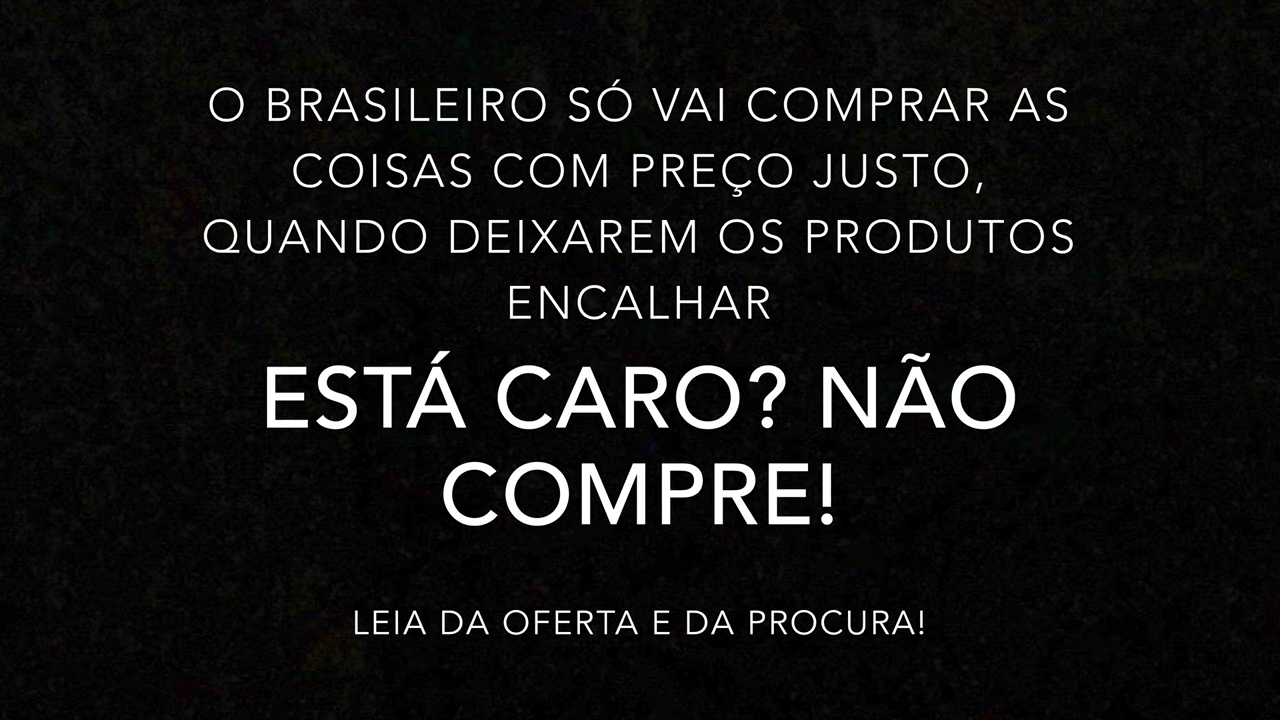 O BRASILEIRO SÓ VAI COMPRAR AS
COISAS COM PREÇO JUSTO,
QUANDO DEIXAREM OS PRODUTOS
ENCALHAR
ESTÁ CARO? NÃO
COMPRE!
LEIA DA OFERTA E DA PROCURA!